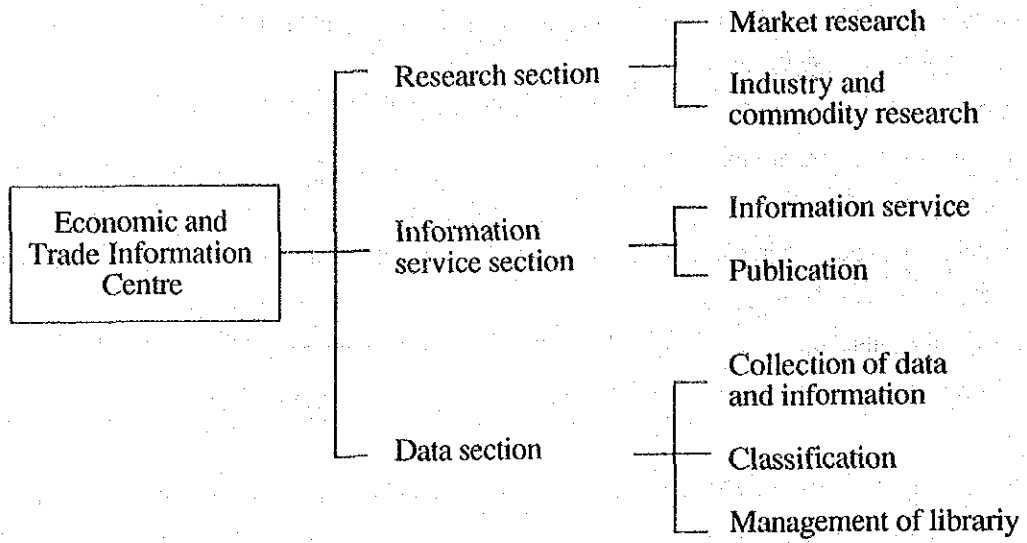 Economic and
Trade Information
Centre
Research section
Market research
Industry and
commodity research
Information
service section
Information service
Publication
Data section
Collection of data
and information
Classification
Management of librariy